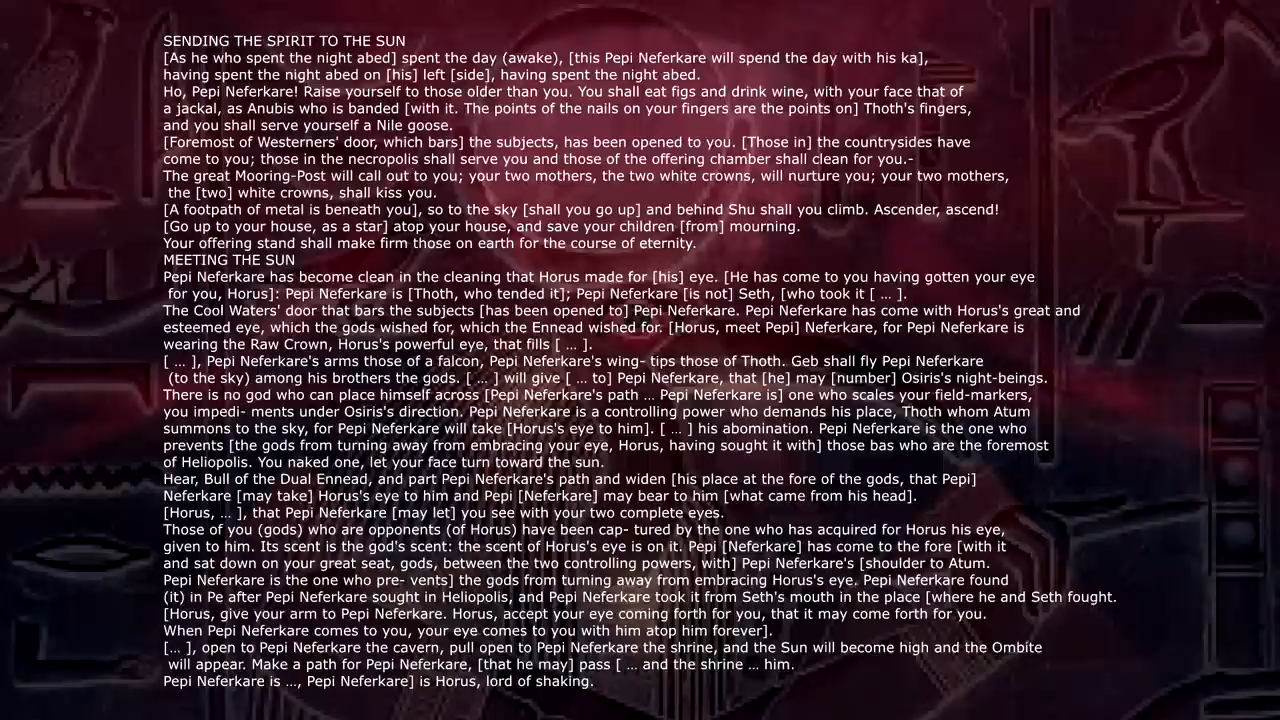 SENDING THE SPIRIT TO THE SUN
[As he who spent the night abed] spent the day (awake), [this Pepi Neferkare will spend the day with his ka],
having spent the night abed on [his] left [side], having spent the night abed.
Ho, Pepi Neferkare! Raise yourself to those older than you. You shall eat figs and drink wine, with your face that of
a jackal, as Anubis who is banded [with it. The points of the nails on your fingers are the points on] Thoth's fingers,
and you shall serve yourself a Nile goose.
[Foremost of Westerners' door, which bars] the subjects, has been opened to you. [Those in] the countrysides have
come to you; those in the necropolis shall serve you and those of the offering chamber shall clean for you.-
The great Mooring-Post will call out to you; your two mothers, the two white crowns, will nurture you; your two mothers,
the [two] white crowns, shall kiss you.
[A footpath of metal is beneath you], so to the sky [shall you go up] and behind Shu shall you climb. Ascender, ascend!
[Go up to your house, as a star] atop your house, and save your children [from] mourning.
Your offering stand shall make firm those on earth for the course of eternity.
MEETING THE SUN
Pepi Neferkare has become clean in the cleaning that Horus made for [his] eye. [He has come to you having gotten your eye
for you, Horus]: Pepi Neferkare is [Thoth, who tended it]; Pepi Neferkare [is not] Seth, [who took it [ … ].
The Cool Waters' door that bars the subjects [has been opened to] Pepi Neferkare. Pepi Neferkare has come with Horus's great and
esteemed eye, which the gods wished for, which the Ennead wished for. [Horus, meet Pepi] Neferkare, for Pepi Neferkare is
wearing the Raw Crown, Horus's powerful eye, that fills [ … ].
[ … ], Pepi Neferkare's arms those of a falcon, Pepi Neferkare's wing- tips those of Thoth. Geb shall fly Pepi Neferkare
(to the sky) among his brothers the gods. [ … ] will give [ … to] Pepi Neferkare, that [he] may [number] Osiris's night-beings.
There is no god who can place himself across [Pepi Neferkare's path … Pepi Neferkare is] one who scales your field-markers,
you impedi- ments under Osiris's direction. Pepi Neferkare is a controlling power who demands his place, Thoth whom Atum
summons to the sky, for Pepi Neferkare will take [Horus's eye to him]. [ … ] his abomination. Pepi Neferkare is the one who
prevents [the gods from turning away from embracing your eye, Horus, having sought it with] those bas who are the foremost
of Heliopolis. You naked one, let your face turn toward the sun.
Hear, Bull of the Dual Ennead, and part Pepi Neferkare's path and widen [his place at the fore of the gods, that Pepi]
Neferkare [may take] Horus's eye to him and Pepi [Neferkare] may bear to him [what came from his head].
[Horus, … ], that Pepi Neferkare [may let] you see with your two complete eyes.
Those of you (gods) who are opponents (of Horus) have been cap- tured by the one who has acquired for Horus his eye,
given to him. Its scent is the god's scent: the scent of Horus's eye is on it. Pepi [Neferkare] has come to the fore [with it
and sat down on your great seat, gods, between the two controlling powers, with] Pepi Neferkare's [shoulder to Atum.
Pepi Neferkare is the one who pre- vents] the gods from turning away from embracing Horus's eye. Pepi Neferkare found
(it) in Pe after Pepi Neferkare sought in Heliopolis, and Pepi Neferkare took it from Seth's mouth in the place [where he and Seth fought.
[Horus, give your arm to Pepi Neferkare. Horus, accept your eye coming forth for you, that it may come forth for you.
When Pepi Neferkare comes to you, your eye comes to you with him atop him forever].
[… ], open to Pepi Neferkare the cavern, pull open to Pepi Neferkare the shrine, and the Sun will become high and the Ombite
will appear. Make a path for Pepi Neferkare, [that he may] pass [ … and the shrine … him.
Pepi Neferkare is …, Pepi Neferkare] is Horus, lord of shaking.